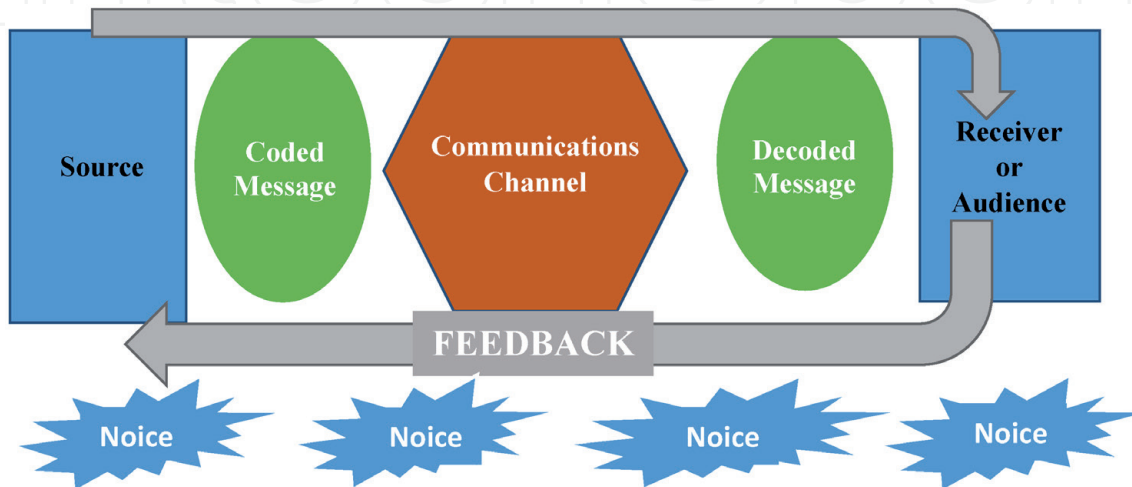 Source
Coded
Message
Communications
Channel
Decoded
Message
Receiver
or
Audience
FEEDBACK
Noice
Noice
Noice
Noice